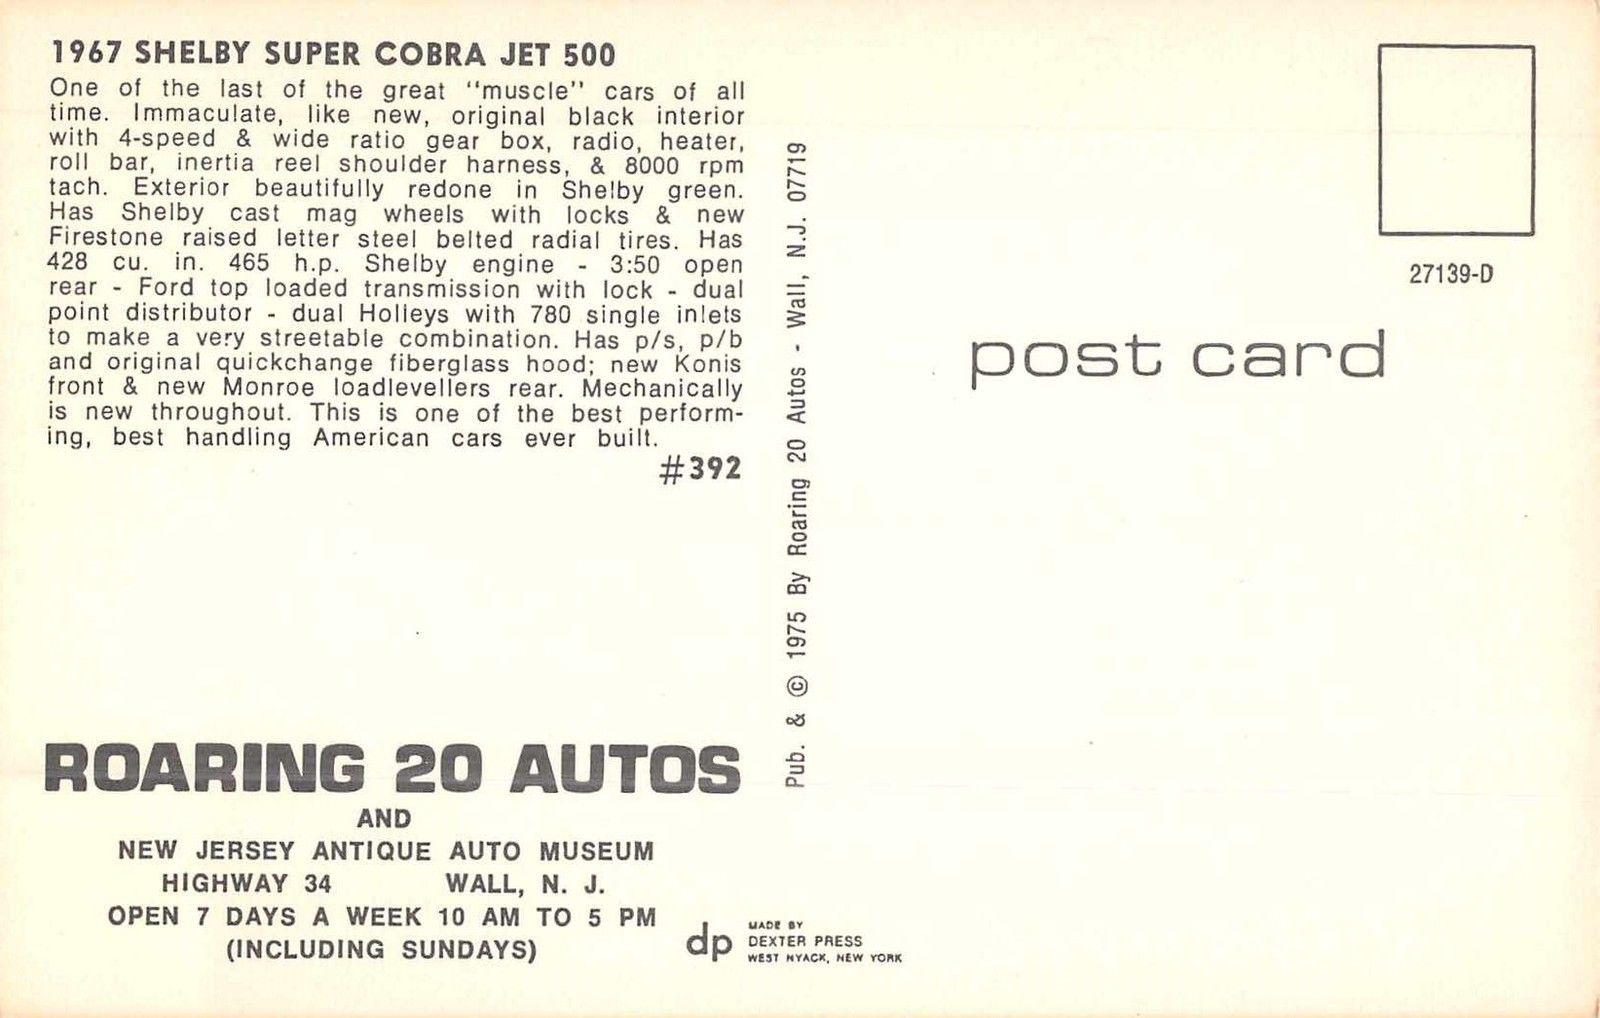 1967 SHELBY SUPER COBRA JET 500
One of the last of the great "muscle" cars of all
time. Immaculate, like new, original black interior
with 4-speed & wide ratio gear box, radio, heater,
roll bar, inertia reel shoulder harness, & 8000 rpm
tach. Exterior beautifully redone in Shelby green.
Has Shelby cast mag wheels with locks & new
Firestone raised letter steel belted radial tires. Has
428 cu. in. 465 h.p. Shelby engine - 3:50 open
rear - Ford top loaded transmission with lock - dual
point distributor - dual Holleys with 780 single inlets
to make a very streetable combination. Has p/s, p/b
and original quickchange fiberglass hood; new Konis
front & new Monroe loadlevellers rear. Mechanically
is new throughout. This is one of the best perform-
ing, best handling American cars ever built.
#392
ROARING 20 AUTOS
AND
NEW JERSEY ANTIQUE AUTO MUSEUM
HIGHWAY 34 WALL, N. J.
OPEN 7 DAYS A WEEK 10 AM TO 5 PM
(INCLUDING SUNDAYS)
dp
MADE BY
DEXTER PRESS
WEST NYACK, NEW YORK
Pub. & © 1975 By Roaring 20 Autos - Wall, N.J. 07719
27139-D
post card